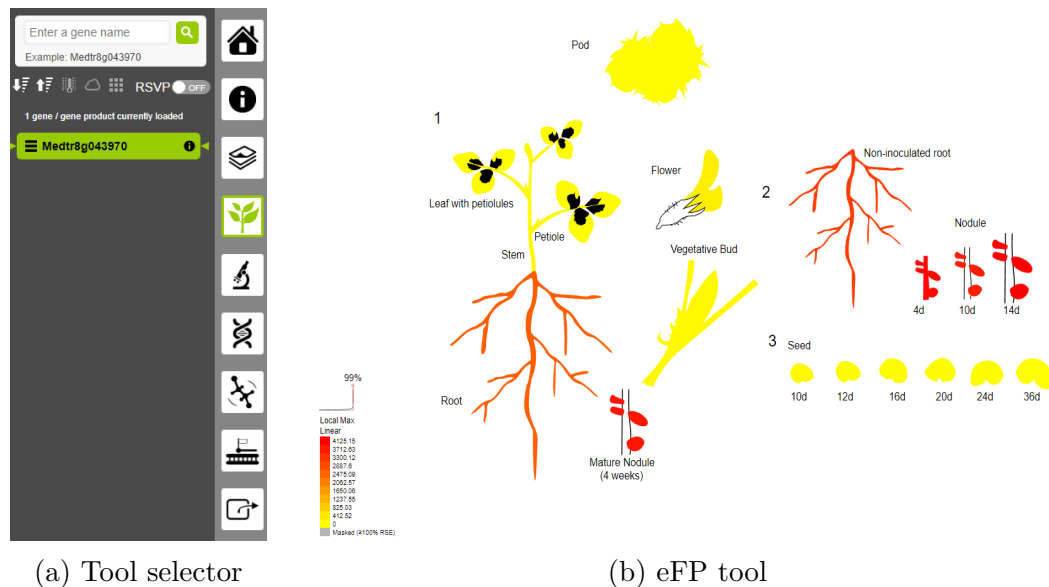 Enter a gene name
Example: Medtr8g043970
RSVP OFF
1 gene / gene product currently loaded
Medtr8g043970
(a) Tool selector
Pod
1
Leaf with petiolules
Petiole
Stem
Root
Flower
Vegetative Bud
Mature Nodule
(4 weeks)
2
Non-inoculated root
Nodule
4d 10d 14d
3
Seed
10d 12d 16d 20d 24d 36d
99%
Local Max
Linear
4125.15
3712.63
3300.12
2887.6
2475.09
2062.57
1650.06
1237.55
825.03
412.52
0
Masked (≥100% RSE)
(b) eFP tool